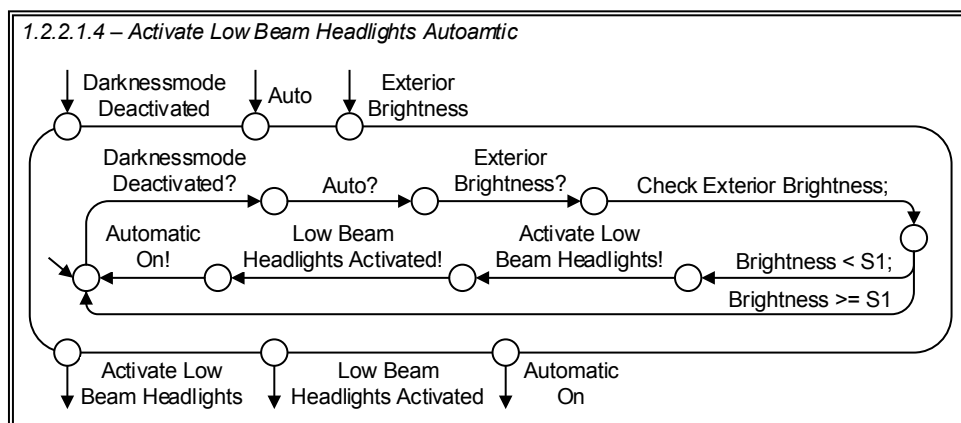 1.2.2.1.4 – Activate Low Beam Headlights Autoamtic
Darknessmode
Deactivated
Auto
Exterior
Brightness
Darknessmode
Deactivated?
Auto?
Exterior
Brightness?
Check Exterior Brightness;
Automatic
On!
Low Beam
Headlights Activated!
Activate Low
Beam Headlights!
Brightness < S1;
Brightness >= S1
Activate Low
Beam Headlights
Low Beam
Headlights Activated
Automatic
On